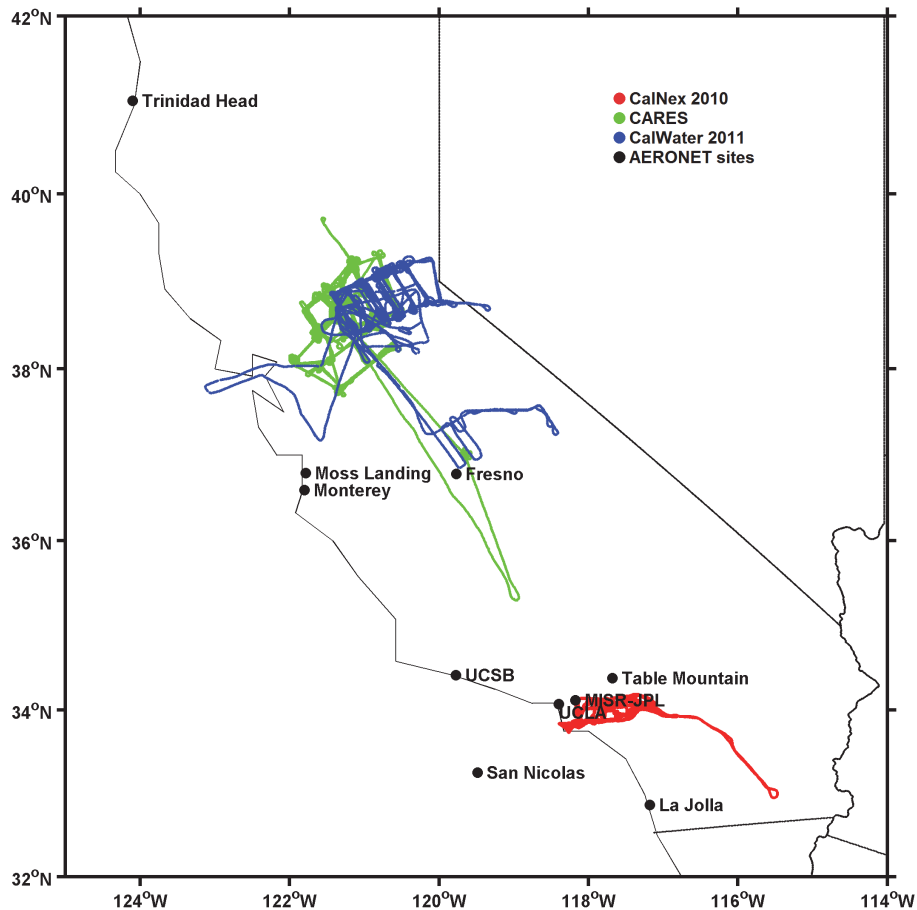 42°N
Trinidad Head
CalNex 2010
CARES
CalWater 2011
AERONET sites
40°N
38°N
Moss Landing
Fresno
Monterey
36°N
UCSB
Table Mountain
MISR-JPL
UCLA
34°N
San Nicolas
La Jolla
32°N
124°W 122°W 120°W 118°W 116°W 114°W